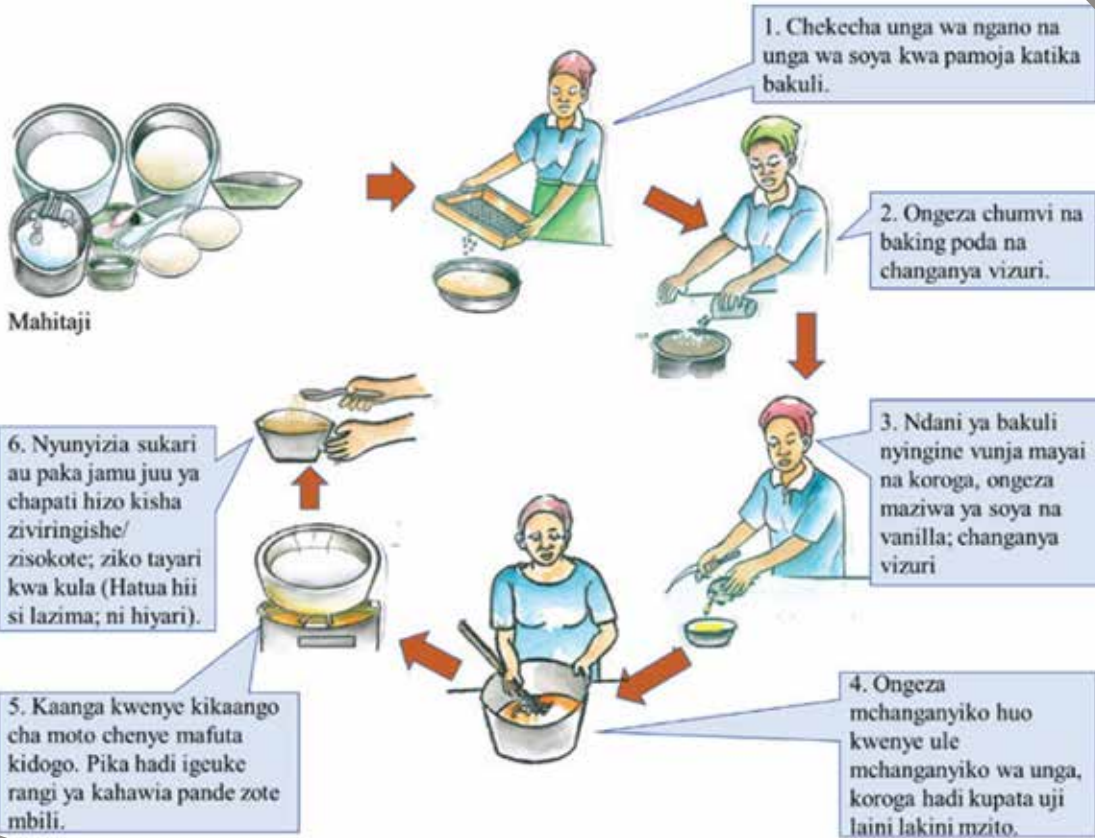 Mahitaji
1. Chekecha unga wa ngano na
unga wa soya kwa pamoja katika
bakuli.
2. Ongeza chumvi na
baking poda na
changanya vizuri.
3. Ndani ya bakuli
nyingine vunja mayai
na koroga, ongeza
maziwa ya soya na
vanilla; changanya
vizuri
4. Ongeza
mchanganyiko huo
kwenye ule
mchanganyiko wa unga,
koroga hadi kupata uji
laini lakini mzito.
5. Kaanga kwenye kikaango
cha moto chenye mafuta
kidogo. Pika hadi igeuke
rangi ya kahawia pande zote
mbili.
6. Nyunyizia sukari
au paka jamu juu ya
chapati hizo kisha
ziviringishe/
zisokote; ziko tayari
kwa kula (Hatua hii
si lazima; ni hiyari).